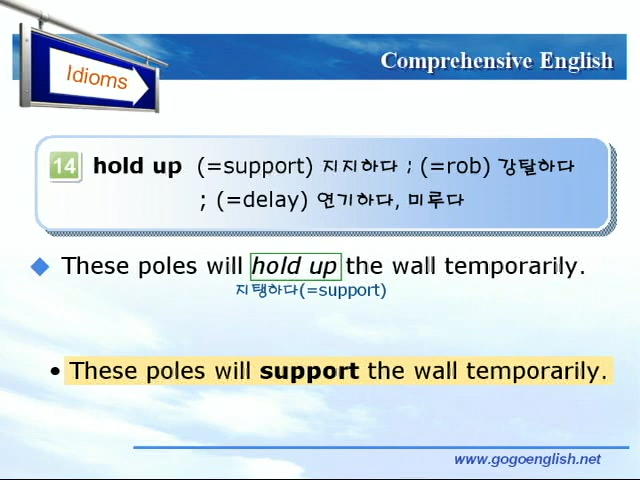 Comprehensive English
Idioms
14 hold up (=support) 지지하다 ; (=rob) 강탈하다
; (=delay) 연기하다, 미루다
◆ These poles will hold up the wall temporarily.
지탱하다(=support)
• These poles will support the wall temporarily.
www.gogoenglish.net